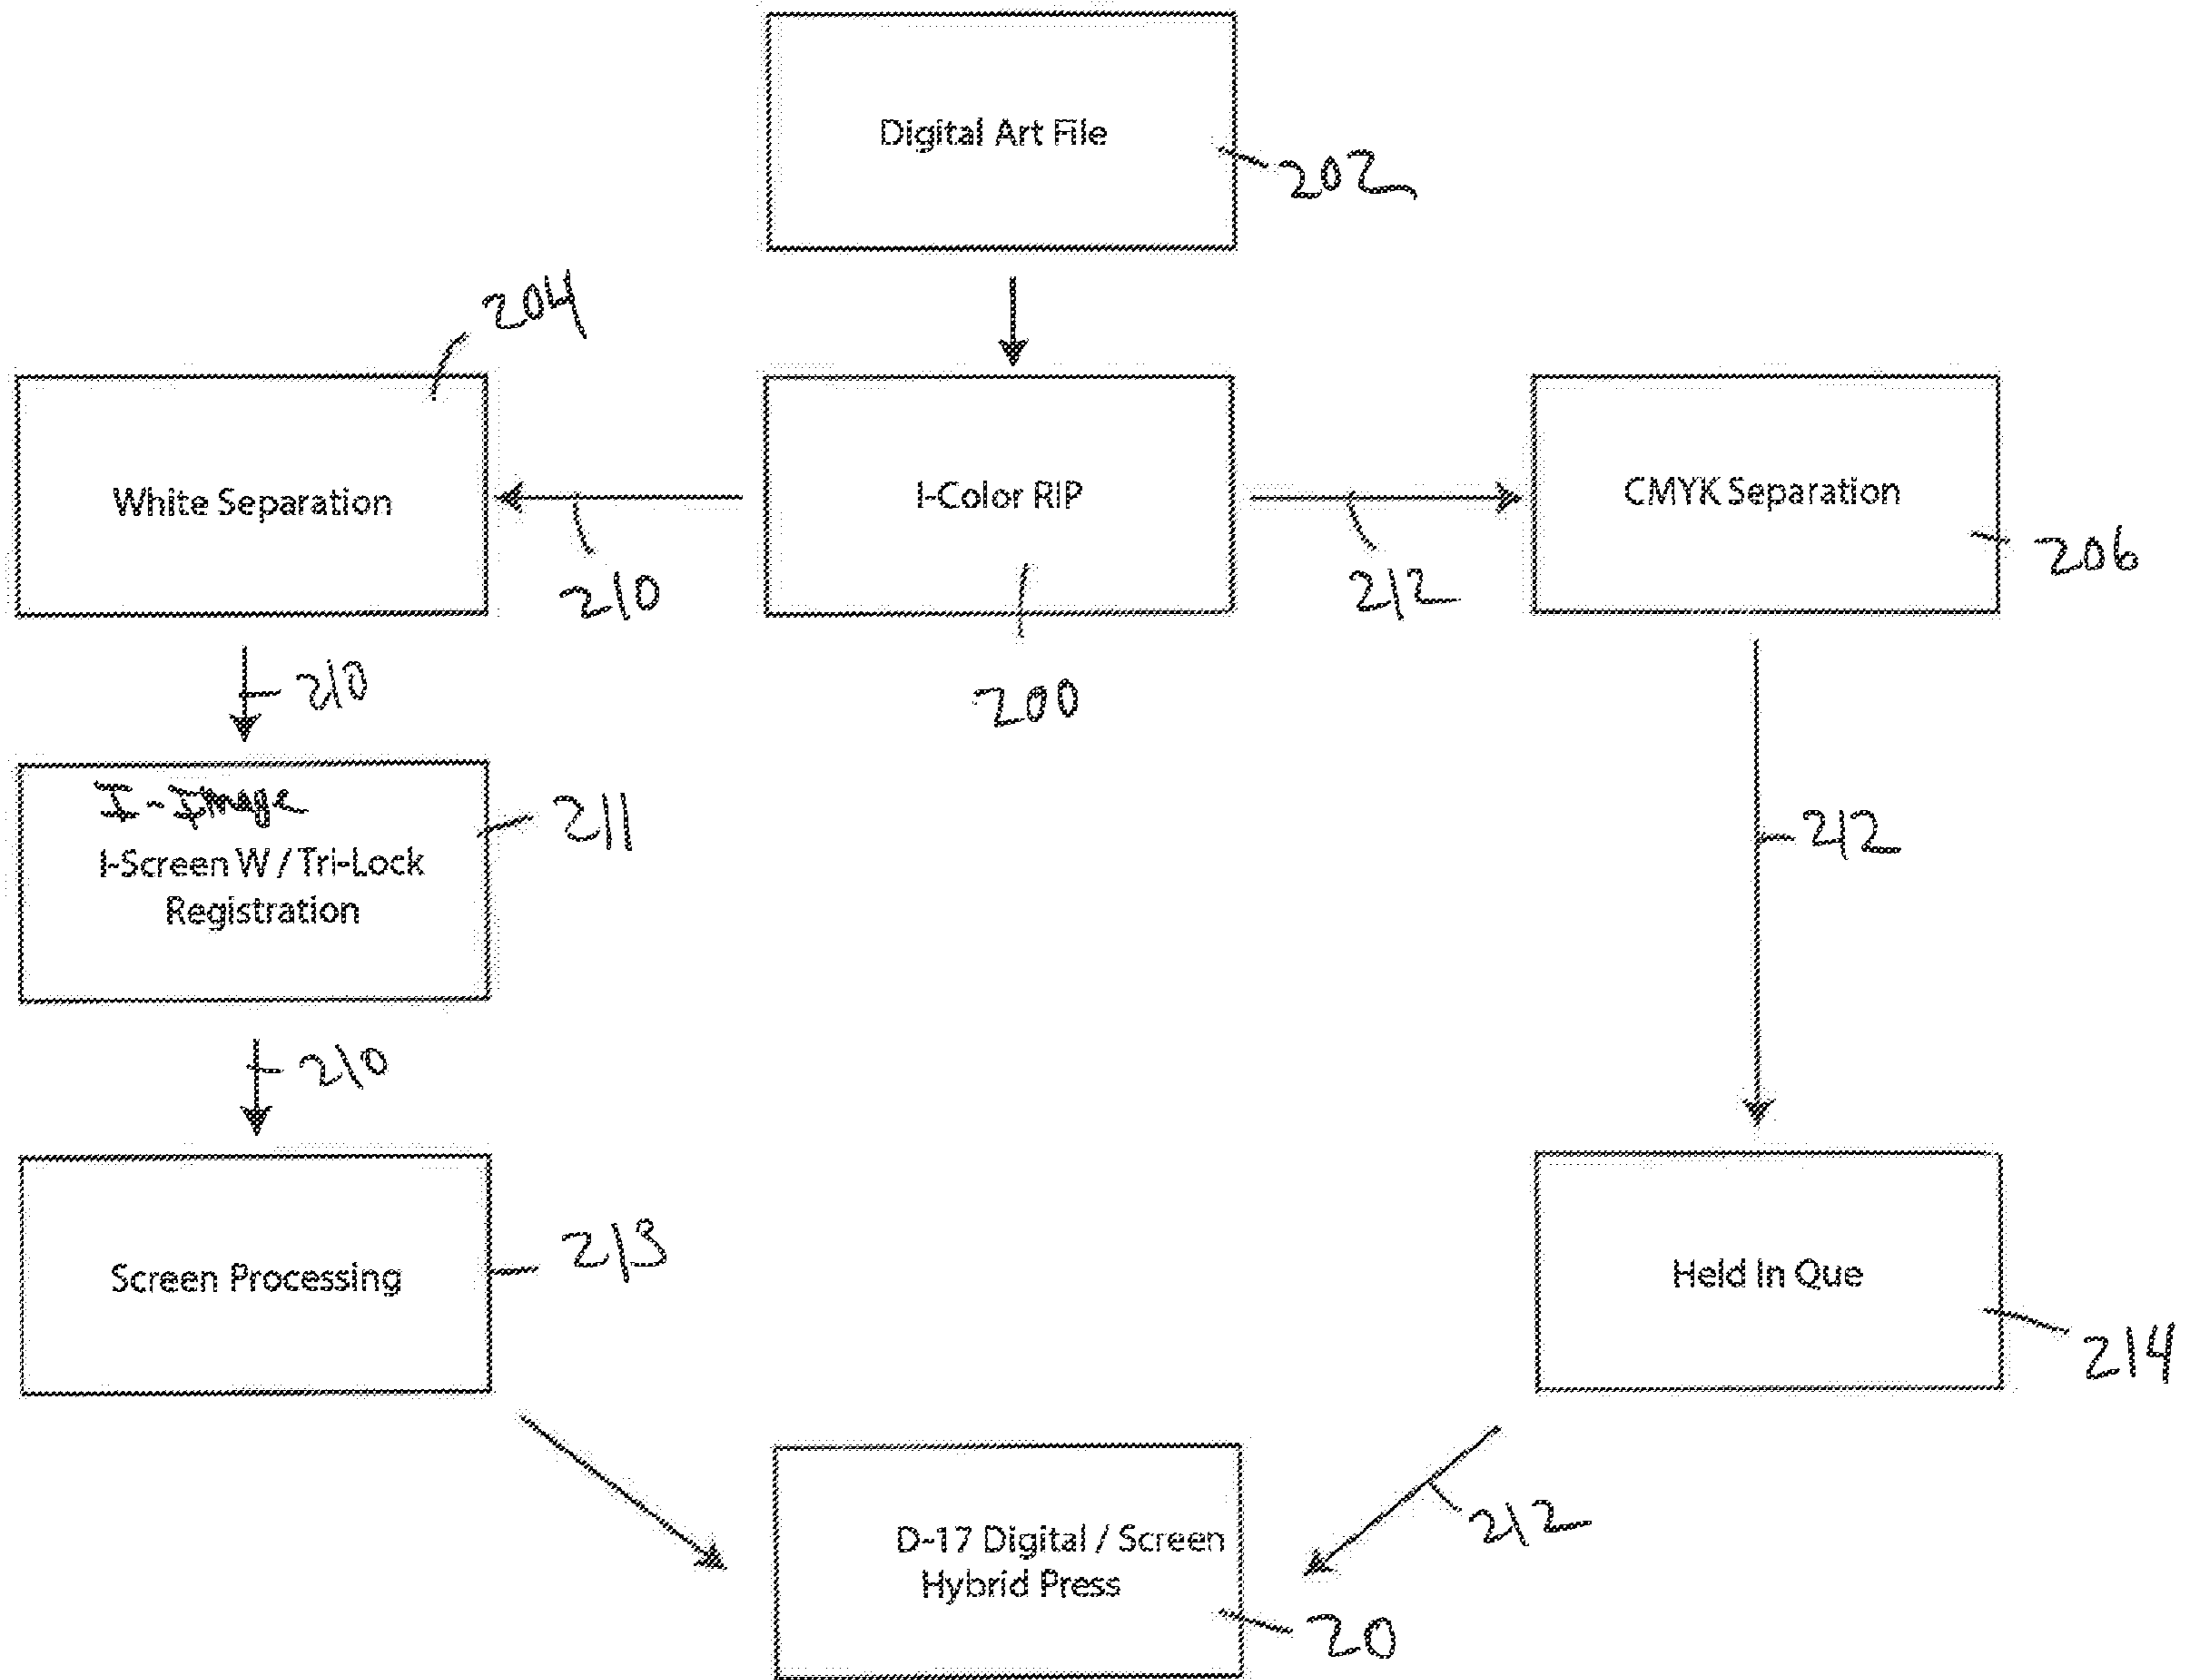 Digital Art File
202
204
White Separation
210
I-Color RIP
200
212
CMYK Separation
206
210
I-Image
I-Screen W / Tri-Lock
Registration
211
212
210
Screen Processing
213
Held In Que
214
D-17 Digital / Screen
Hybrid Press
20
212